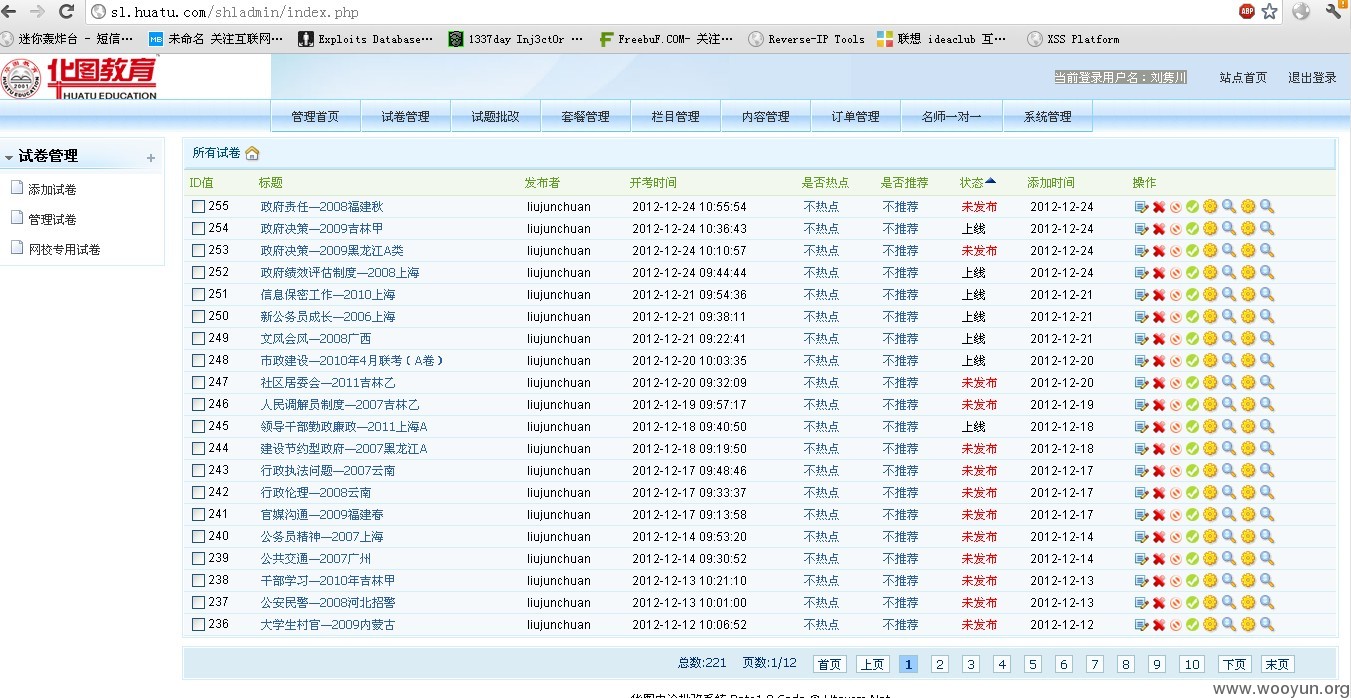 sl.huatu.com/shladmin/index.php
ABP
迷你轰炸台 - 短信… 未命名 关注互联网… Exploits Database… 1337day Inj3ct0r … FreebuF.COM- 关注… Reverse-IP Tools 联想 ideaclub 互… XSS Platform
华图教育
HUATU EDUCATION
当前登录用户名：刘隽川 站点首页 退出登录
管理首页 试卷管理 试题批改 套餐管理 栏目管理 内容管理 订单管理 名师一对一 系统管理
试卷管理
添加试卷
管理试卷
网校专用试卷
所有试卷
ID值 标题 发布者 开考时间 是否热点 是否推荐 状态 添加时间 操作
255 政府责任—2008福建秋 liujunchuan 2012-12-24 10:55:54 不热点 不推荐 未发布 2012-12-24
254 政府决策—2009吉林甲 liujunchuan 2012-12-24 10:36:43 不热点 不推荐 上线 2012-12-24
253 政府决策—2009黑龙江A类 liujunchuan 2012-12-24 10:10:57 不热点 不推荐 未发布 2012-12-24
252 政府绩效评估制度—2008上海 liujunchuan 2012-12-24 09:44:44 不热点 不推荐 上线 2012-12-24
251 信息保密工作—2010上海 liujunchuan 2012-12-21 09:54:36 不热点 不推荐 上线 2012-12-21
250 新公务员成长—2006上海 liujunchuan 2012-12-21 09:38:11 不热点 不推荐 上线 2012-12-21
249 文风会风—2008广西 liujunchuan 2012-12-21 09:22:41 不热点 不推荐 上线 2012-12-21
248 市政建设—2010年4月联考（A卷） liujunchuan 2012-12-20 10:03:35 不热点 不推荐 上线 2012-12-20
247 社区居委会—2011吉林乙 liujunchuan 2012-12-20 09:32:09 不热点 不推荐 未发布 2012-12-20
246 人民调解员制度—2007吉林乙 liujunchuan 2012-12-19 09:57:17 不热点 不推荐 未发布 2012-12-19
245 领导干部勤政廉政—2011上海A liujunchuan 2012-12-18 09:40:50 不热点 不推荐 上线 2012-12-18
244 建设节约型政府—2007黑龙江A liujunchuan 2012-12-18 09:19:50 不热点 不推荐 未发布 2012-12-18
243 行政执法问题—2007云南 liujunchuan 2012-12-17 09:48:46 不热点 不推荐 未发布 2012-12-17
242 行政伦理—2008云南 liujunchuan 2012-12-17 09:33:37 不热点 不推荐 未发布 2012-12-17
241 官媒沟通—2009福建春 liujunchuan 2012-12-17 09:13:58 不热点 不推荐 未发布 2012-12-17
240 公务员精神—2007上海 liujunchuan 2012-12-14 09:53:20 不热点 不推荐 未发布 2012-12-14
239 公共交通—2007广州 liujunchuan 2012-12-14 09:30:52 不热点 不推荐 未发布 2012-12-14
238 干部学习—2010年吉林甲 liujunchuan 2012-12-13 10:21:10 不热点 不推荐 未发布 2012-12-13
237 公安民警—2008河北招警 liujunchuan 2012-12-13 10:01:00 不热点 不推荐 未发布 2012-12-13
236 大学生村官—2009内蒙古 liujunchuan 2012-12-12 10:06:52 不热点 不推荐 未发布 2012-12-12
总数:221 页数:1/12 首页 上页 1 2 3 4 5 6 7 8 9 10 下页 末页
www.wooyun.org